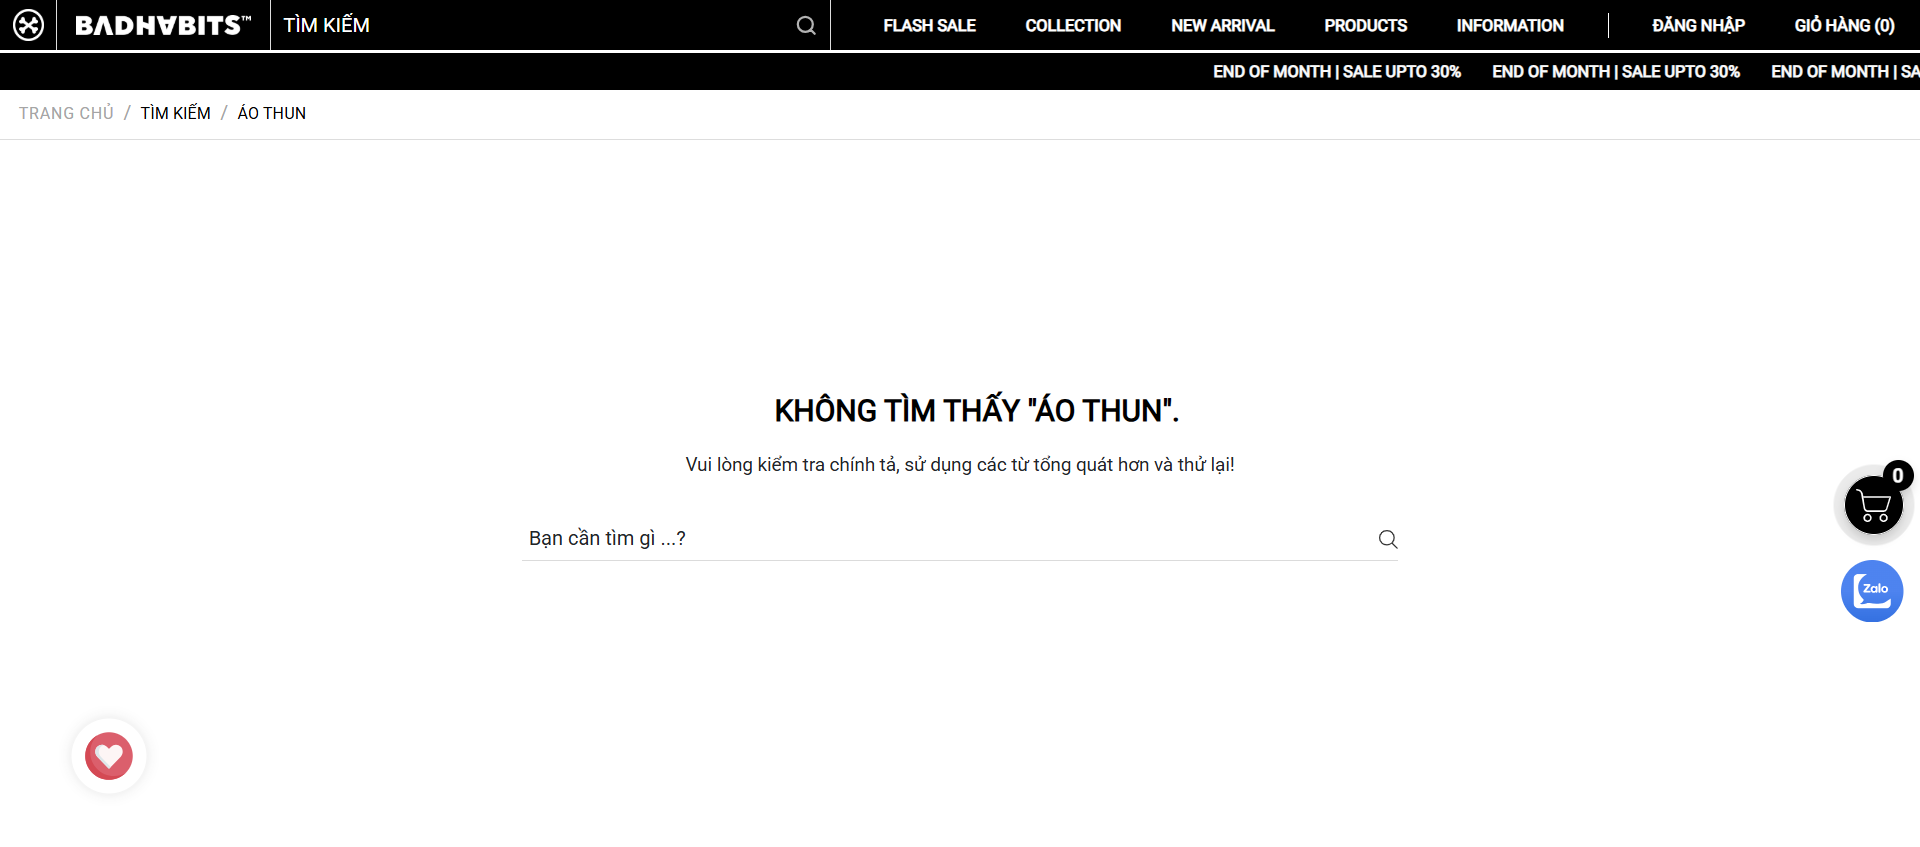 BADHABITS™ TÌM KIẾM FLASH SALE COLLECTION NEW ARRIVAL PRODUCTS INFORMATION ĐĂNG NHẬP GIỎ HÀNG (0)
END OF MONTH | SALE UPTO 30% END OF MONTH | SALE UPTO 30% END OF MONTH | SA
TRANG CHỦ / TÌM KIẾM / ÁO THUN
KHÔNG TÌM THẤY "ÁO THUN".
Vui lòng kiểm tra chính tả, sử dụng các từ tổng quát hơn và thử lại!
0
Bạn cần tìm gì ...?
Zalo